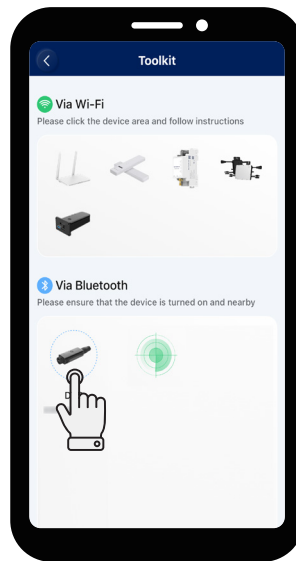 Toolkit
Via Wi-Fi
Please click the device area and follow instructions
Via Bluetooth
Please ensure that the device is turned on and nearby